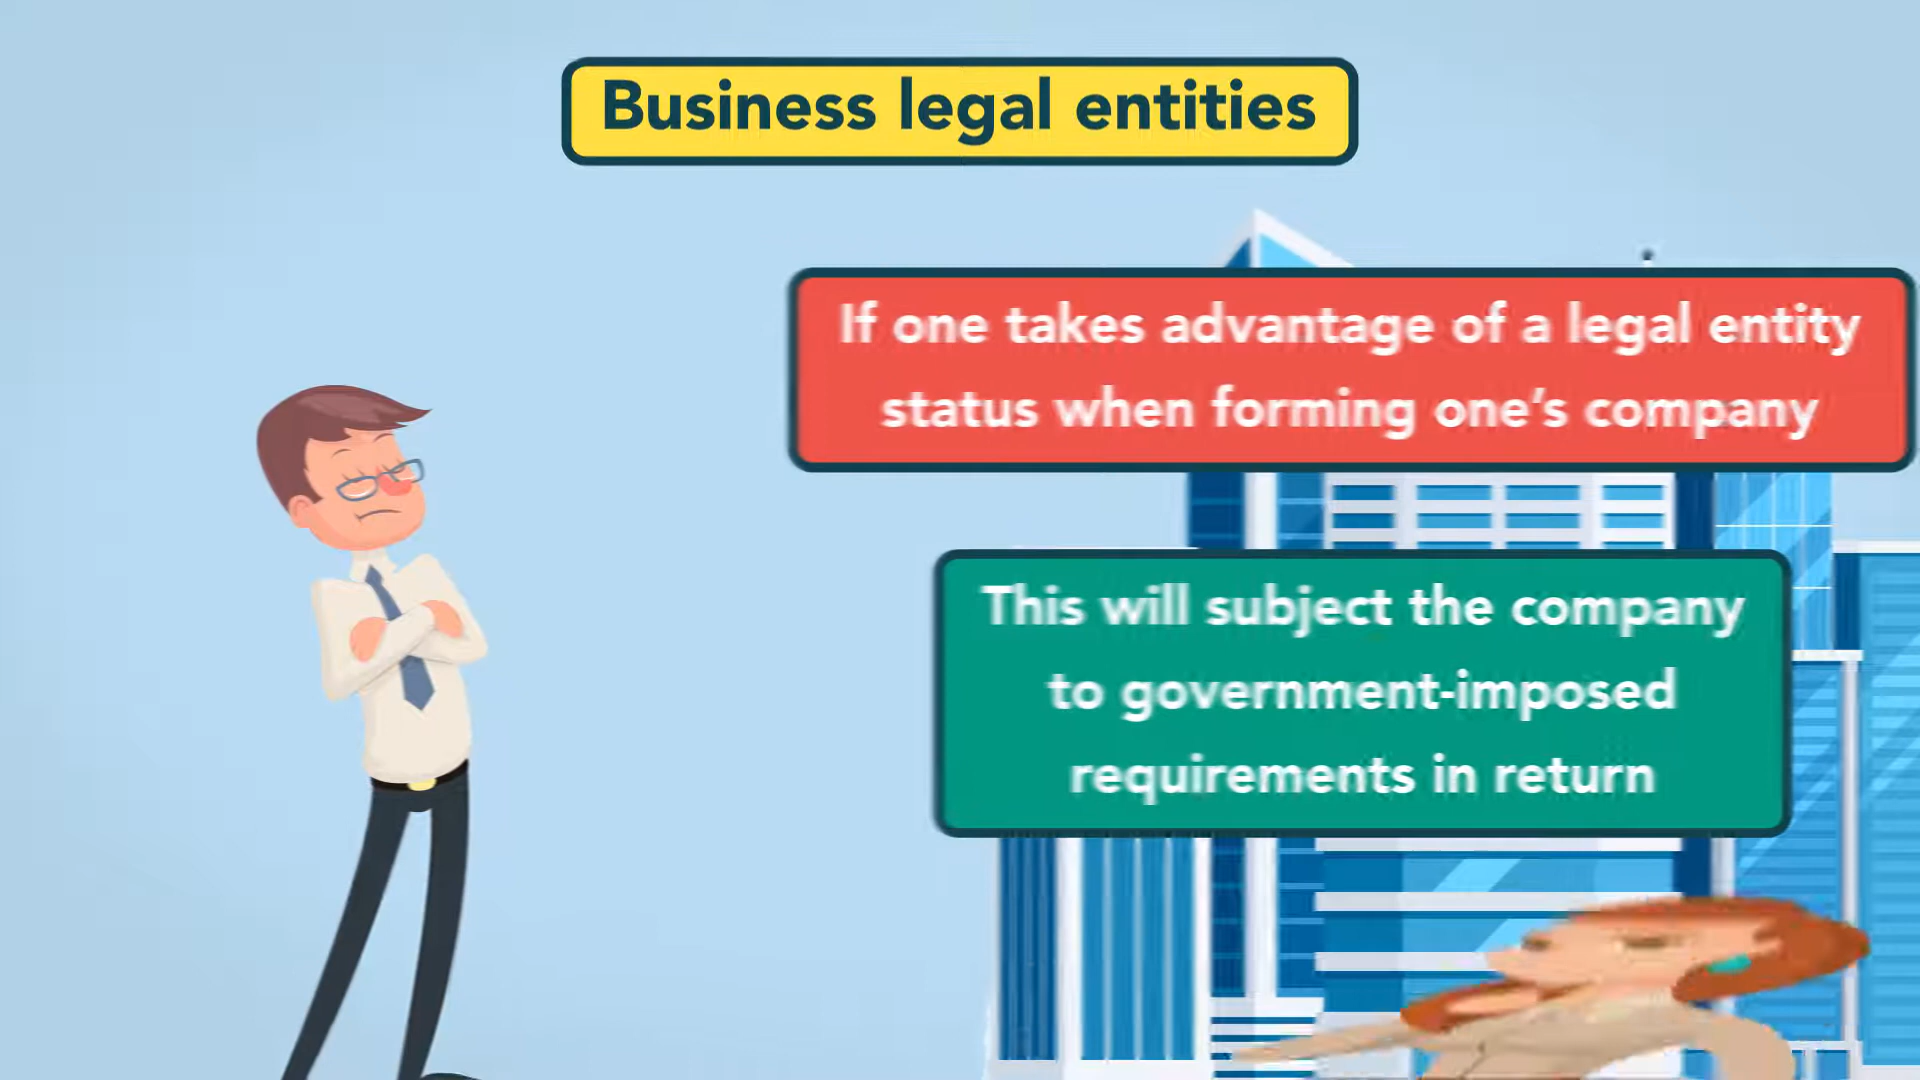 Business legal entities
If one takes advantage of a legal entity
status when forming one's company
This will subject the company
to government-imposed
requirements in return